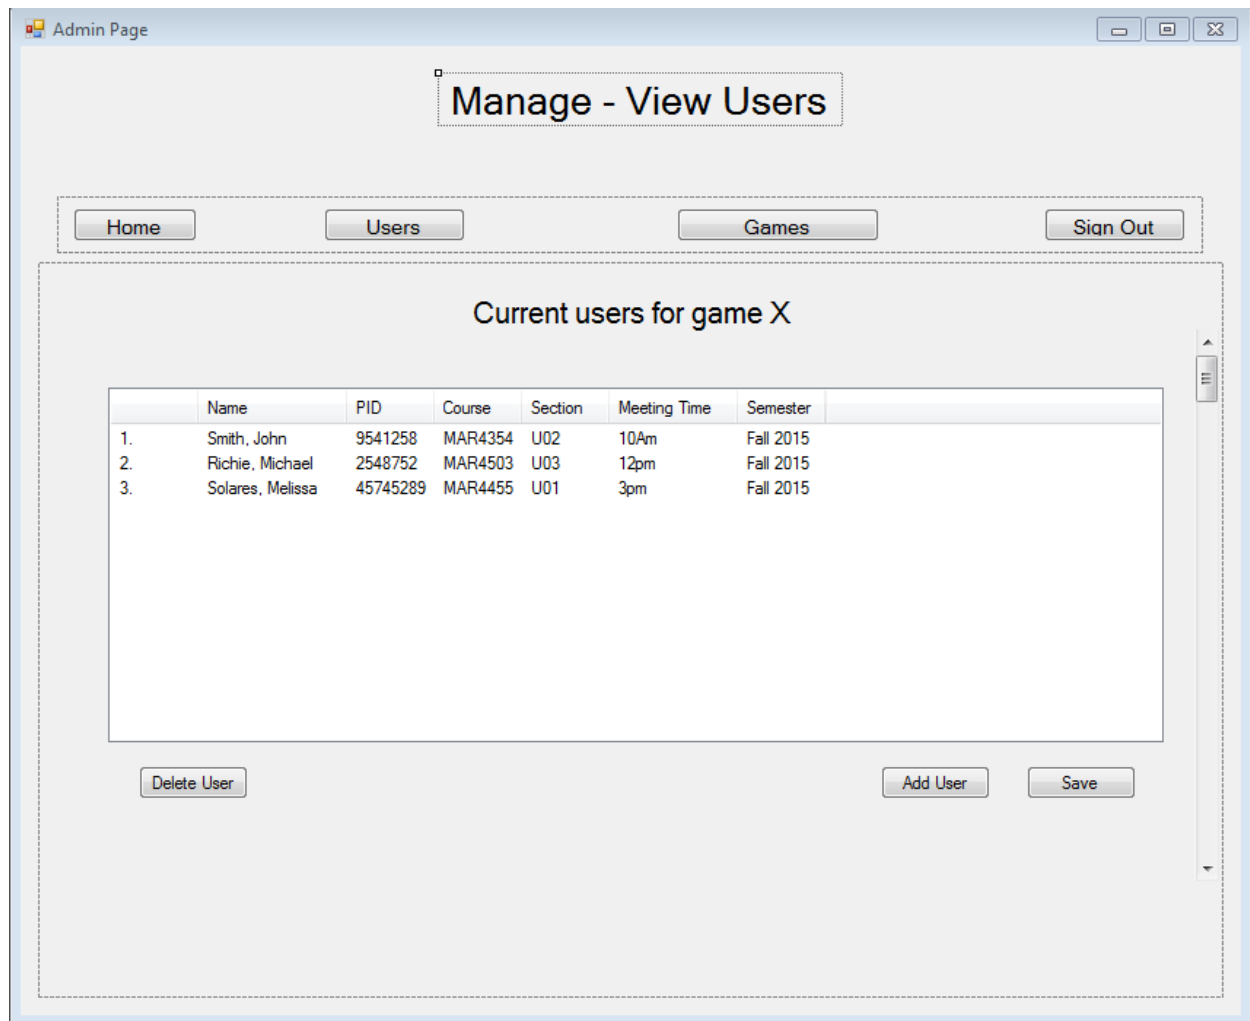 Admin Page
Manage - View Users
Home Users Games Sign Out
Current users for game X
Name PID Course Section Meeting Time Semester
1. Smith, John 9541258 MAR4354 U02 10Am Fall 2015
2. Richie, Michael 2548752 MAR4503 U03 12pm Fall 2015
3. Solares, Melissa 45745289 MAR4455 U01 3pm Fall 2015
Delete User Add User Save